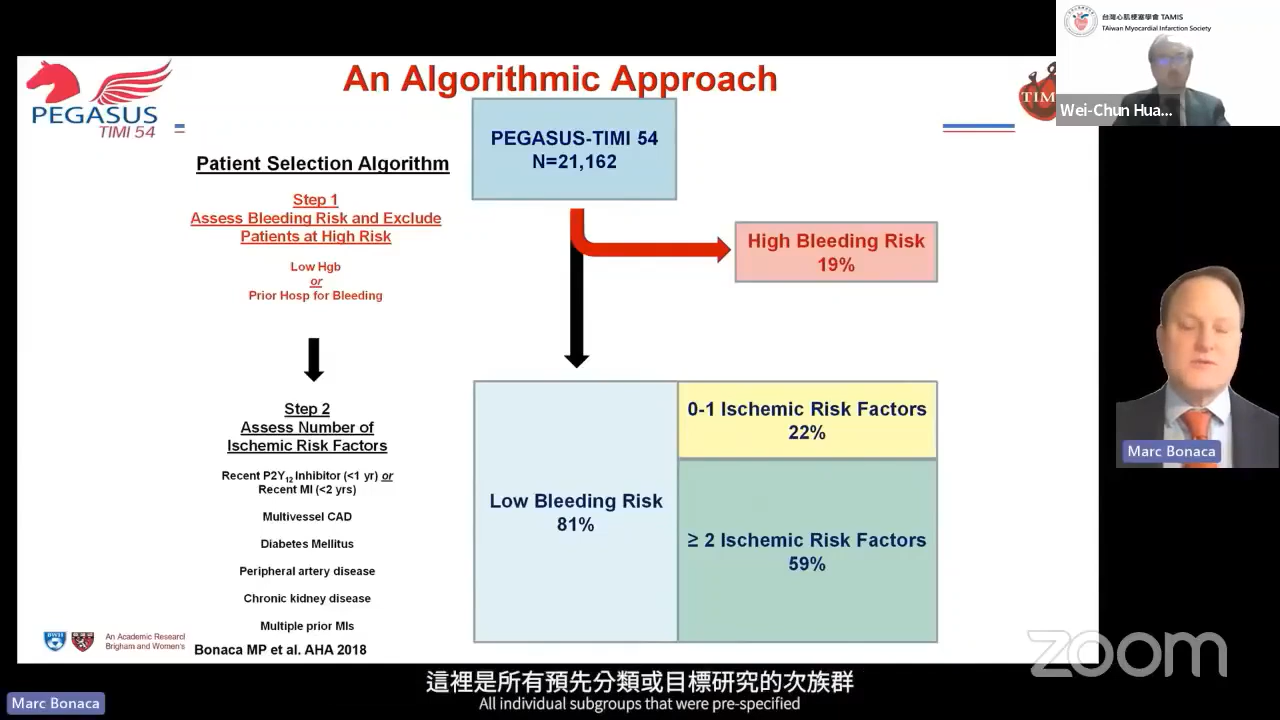 台灣心肌梗塞學會 TAMIS
TAiwan Myocardial Infarction Society
Wei-Chun Hua...
PEGASUS
TIMI 54
An Algorithmic Approach
TIM
Patient Selection Algorithm
Step 1
Assess Bleeding Risk and Exclude
Patients at High Risk
Low Hgb
or
Prior Hosp for Bleeding
Step 2
Assess Number of
Ischemic Risk Factors
Recent P2Y12 Inhibitor (<1 yr) or
Recent MI (<2 yrs)
Multivessel CAD
Diabetes Mellitus
Peripheral artery disease
Chronic kidney disease
Multiple prior MIs
PEGASUS-TIMI 54
N=21,162
High Bleeding Risk
19%
Low Bleeding Risk
81%
0-1 Ischemic Risk Factors
22%
≥ 2 Ischemic Risk Factors
59%
Marc Bonaca
An Academic Research
Brigham and Women's
Bonaca MP et al. AHA 2018
zoom
這裡是所有預先分類或目標研究的次族群
All individual subgroups that were pre-specified
Marc Bonaca